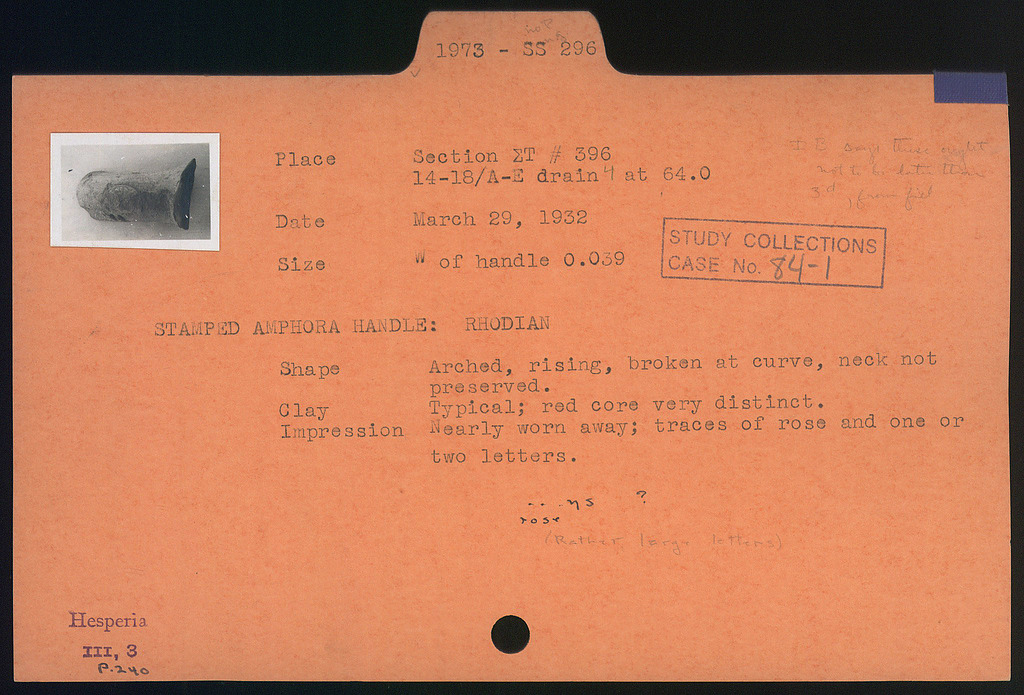 1973 - SS 296
Place Section ΣΤ # 396
14-18/A-E drain 4 at 64.0
Date March 29, 1932
Size W of handle 0.039
STUDY COLLECTIONS
CASE No. 84-1
STAMPED AMPHORA HANDLE: RHODIAN
Shape Arched, rising, broken at curve, neck not
preserved.
Clay Typical; red core very distinct.
Impression Nearly worn away; traces of rose and one or
two letters.
ης ?
rose
(Rather large letters)
Hesperia
III, 3
P. 240